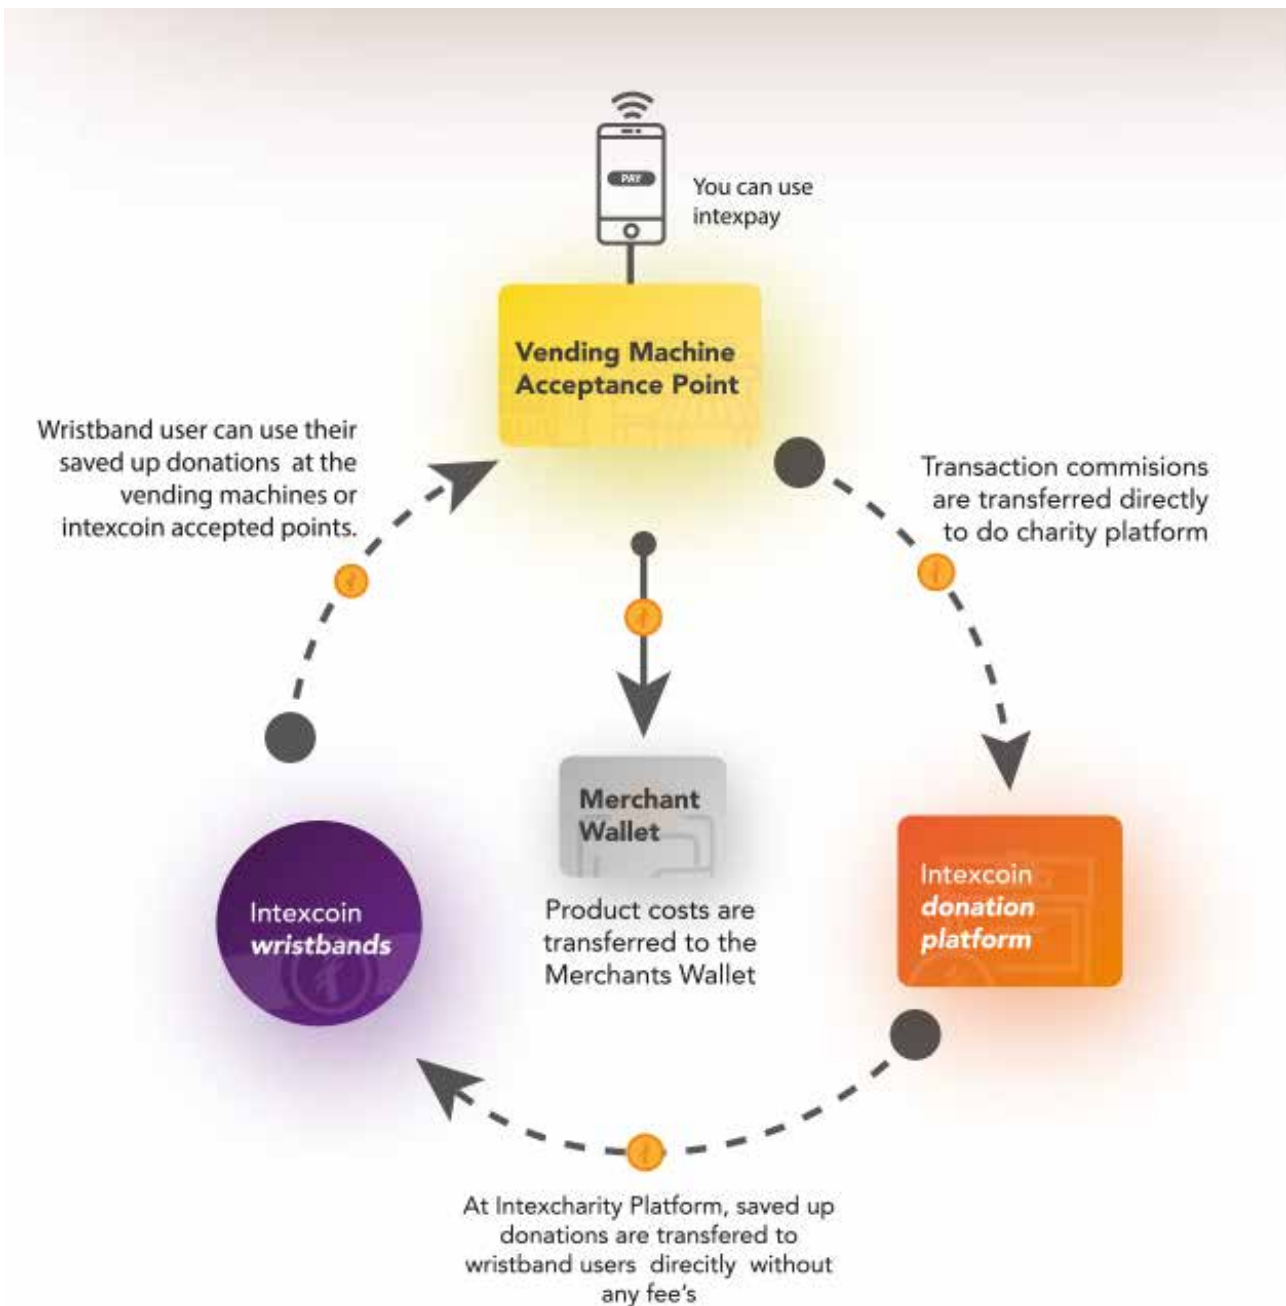 PAY
You can use
intexpay
Vending Machine
Acceptance Point
Wristband user can use their
saved up donations at the
vending machines or
intexcoin accepted points.
Transaction commisions
are transferred directly
to do charity platform
Merchant
Wallet
Product costs are
transferred to the
Merchants Wallet
Intexcoin
wristbands
Intexcoin
donation
platform
At Intexcharity Platform, saved up
donations are transfered to
wristband users direcitly without
any fee's